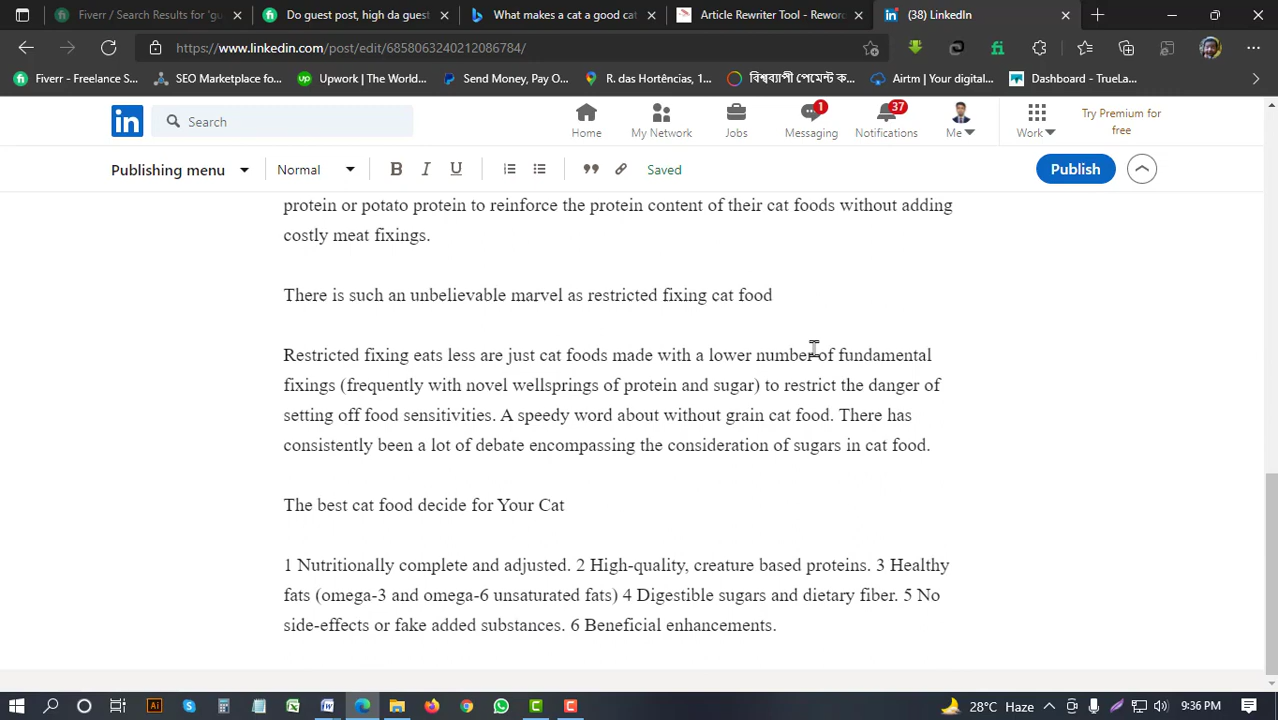 Fiverr / Search Results for 'gu
Do guest post, high da guest
What makes a cat a good cat
Article Rewriter Tool - Reword
(38) LinkedIn
https://www.linkedin.com/post/edit/6858063240212086784/
Fiverr - Freelance S...
SEO Marketplace fo...
Upwork | The World...
Send Money, Pay O...
R. das Hortências, 1...
বিশ্বব্যাপী পেমেন্ট ক...
Airtm | Your digital...
Dashboard - TrueLa...
Search
Home
My Network
Jobs
1
Messaging
37
Notifications
Me
Work
Try Premium for
free
Publishing menu
Normal
B I U
Saved
Publish
protein or potato protein to reinforce the protein content of their cat foods without adding
costly meat fixings.
There is such an unbelievable marvel as restricted fixing cat food
Restricted fixing eats less are just cat foods made with a lower number of fundamental
fixings (frequently with novel wellsprings of protein and sugar) to restrict the danger of
setting off food sensitivities. A speedy word about without grain cat food. There has
consistently been a lot of debate encompassing the consideration of sugars in cat food.
The best cat food decide for Your Cat
1 Nutritionally complete and adjusted. 2 High-quality, creature based proteins. 3 Healthy
fats (omega-3 and omega-6 unsaturated fats) 4 Digestible sugars and dietary fiber. 5 No
side-effects or fake added substances. 6 Beneficial enhancements.
28°C Haze
9:36 PM